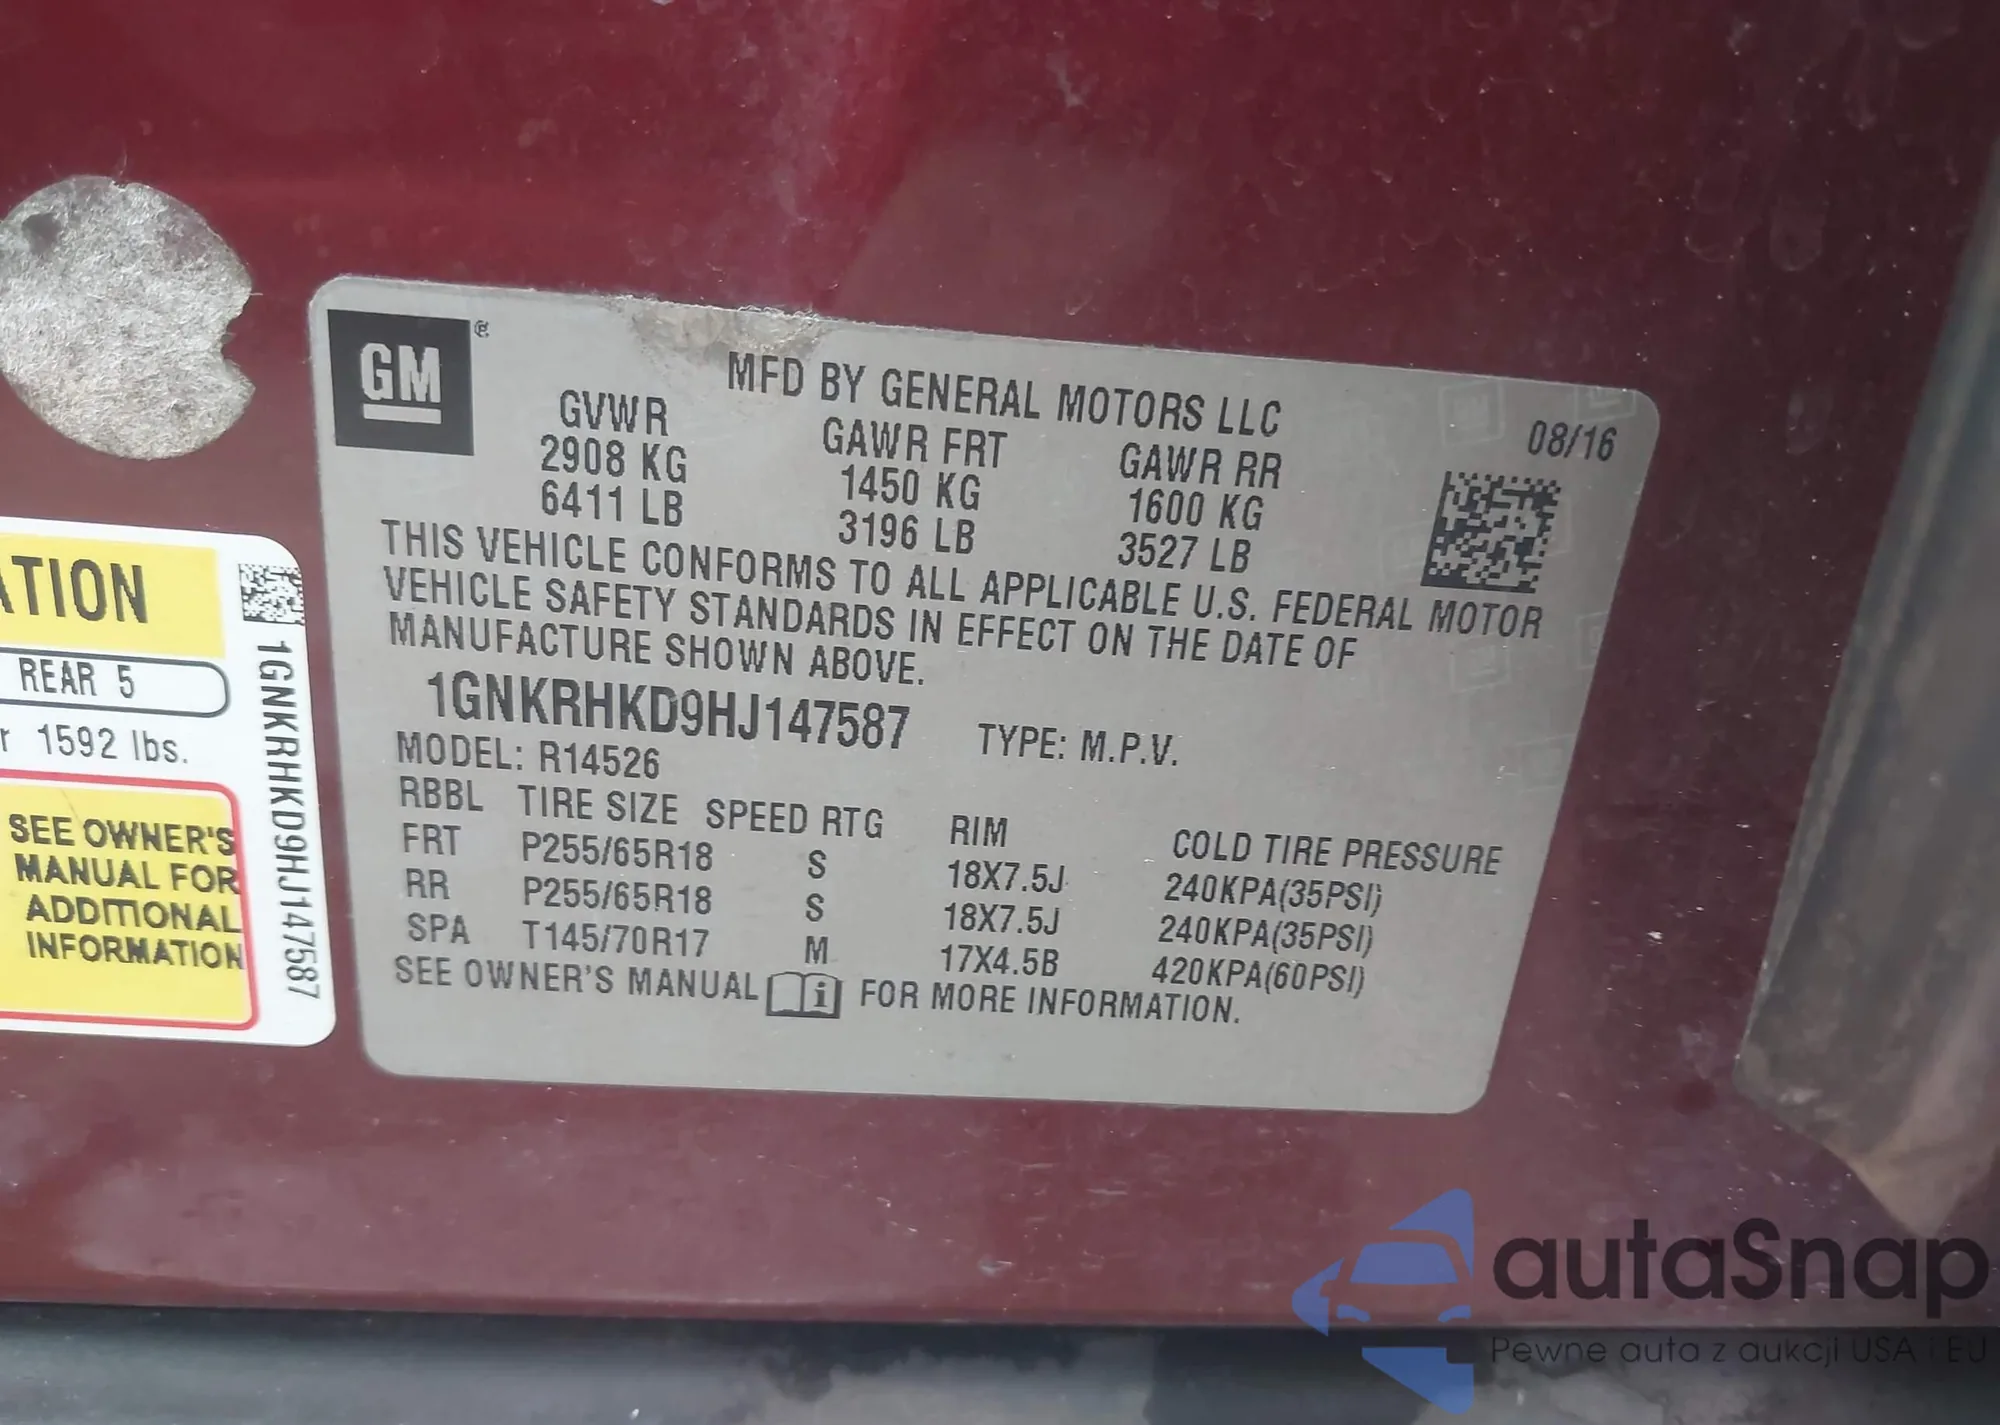 GM
®
MFD BY GENERAL MOTORS LLC
08/16
GVWR GAWR FRT GAWR RR
2908 KG 1450 KG 1600 KG
6411 LB 3196 LB 3527 LB
THIS VEHICLE CONFORMS TO ALL APPLICABLE U.S. FEDERAL MOTOR
VEHICLE SAFETY STANDARDS IN EFFECT ON THE DATE OF
MANUFACTURE SHOWN ABOVE.
1GNKRHKD9HJ147587 TYPE: M.P.V.
MODEL: R14526
RBBL TIRE SIZE SPEED RTG RIM COLD TIRE PRESSURE
FRT P255/65R18 S 18X7.5J 240KPA(35PSI)
RR P255/65R18 S 18X7.5J 240KPA(35PSI)
SPA T145/70R17 M 17X4.5B 420KPA(60PSI)
SEE OWNER'S MANUAL i FOR MORE INFORMATION.
REAR 5
1592 lbs.
SEE OWNER'S
MANUAL FOR
ADDITIONAL
INFORMATION
1GNKRHKD9HJ147587
autaSnap
Pewne auta z aukcji USA i EU